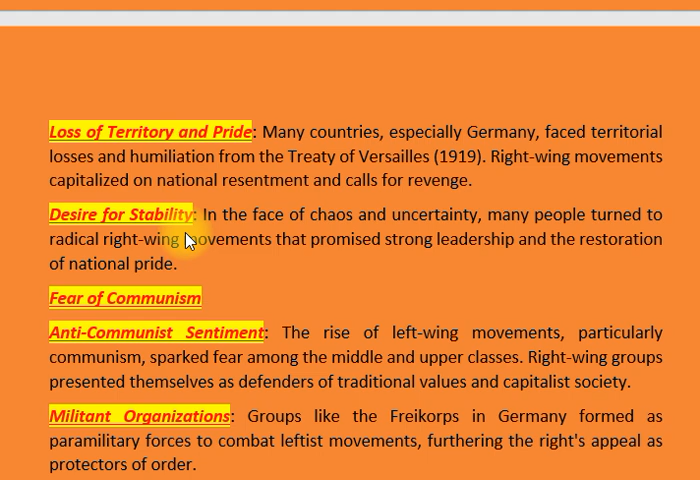 Loss of Territory and Pride: Many countries, especially Germany, faced territorial
losses and humiliation from the Treaty of Versailles (1919). Right-wing movements
capitalized on national resentment and calls for revenge.
Desire for Stability: In the face of chaos and uncertainty, many people turned to
radical right-wing movements that promised strong leadership and the restoration
of national pride.
Fear of Communism
Anti-Communist Sentiment: The rise of left-wing movements, particularly
communism, sparked fear among the middle and upper classes. Right-wing groups
presented themselves as defenders of traditional values and capitalist society.
Militant Organizations: Groups like the Freikorps in Germany formed as
paramilitary forces to combat leftist movements, furthering the right's appeal as
protectors of order.